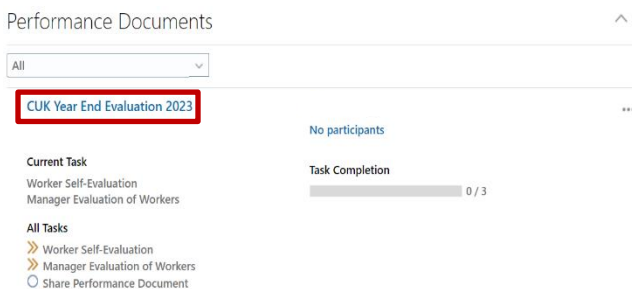 Performance Documents
All
CUK Year End Evaluation 2023
No participants
Current Task
Task Completion
Worker Self-Evaluation
0 / 3
Manager Evaluation of Workers
All Tasks
Worker Self-Evaluation
Manager Evaluation of Workers
Share Performance Document